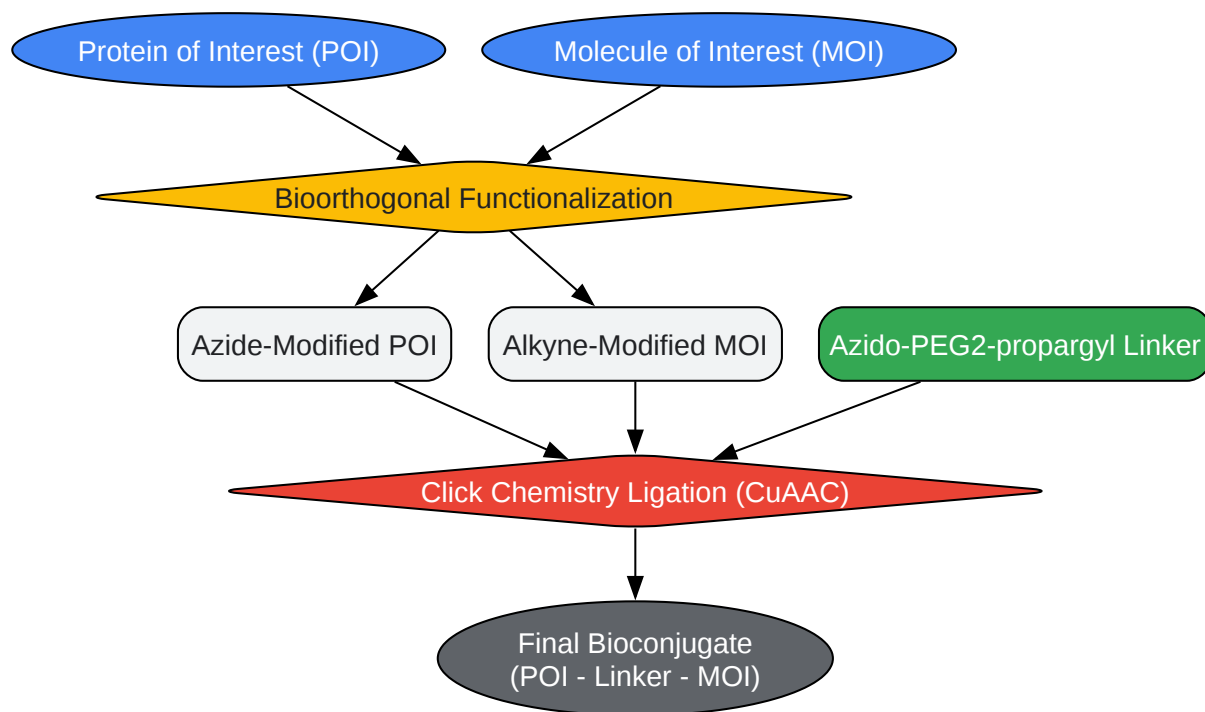 Protein of Interest (POI)
Molecule of Interest (MOI)
Bioorthogonal Functionalization
Azide-Modified POI
Alkyne-Modified MOI
Azido-PEG2-propargyl Linker
Click Chemistry Ligation (CuAAC)
Final Bioconjugate
(POI - Linker - MOI)